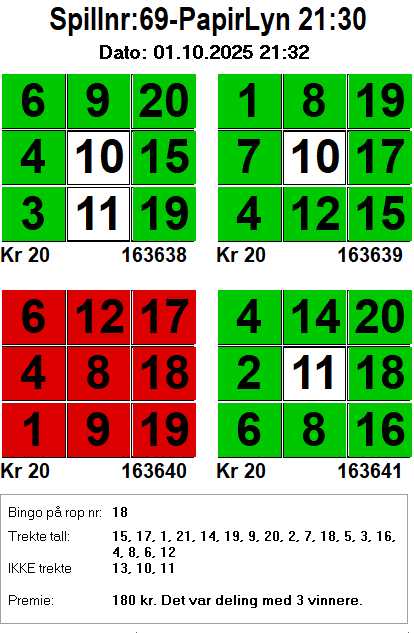 Spillnr:69-PapirLyn 21:30
Dato: 01.10.2025 21:32
6 9 20 1 8 19
4 10 15 7 10 17
3 11 19 4 12 15
Kr 20 163638 Kr 20 163639
6 12 17 4 14 20
4 8 18 2 11 18
1 9 19 6 8 16
Kr 20 163640 Kr 20 163641
Bingo på rop nr: 18
Trekte tall: 15, 17, 1, 21, 14, 19, 9, 20, 2, 7, 18, 5, 3, 16,
4, 8, 6, 12
IKKE trekte 13, 10, 11
Premie: 180 kr. Det var deling med 3 vinnere.